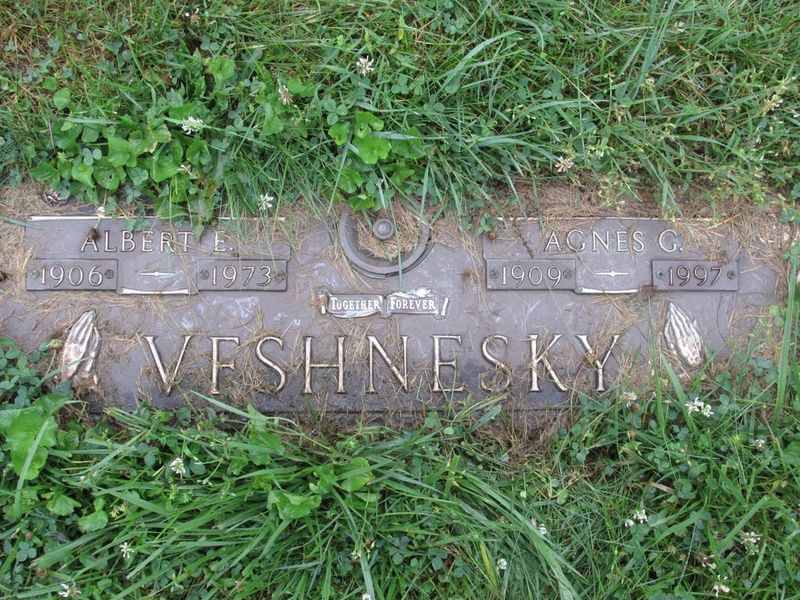 ALBERT E.
AGNES G.
1906 1973
1909 1997
TOGETHER FOREVER
VESHNESKY